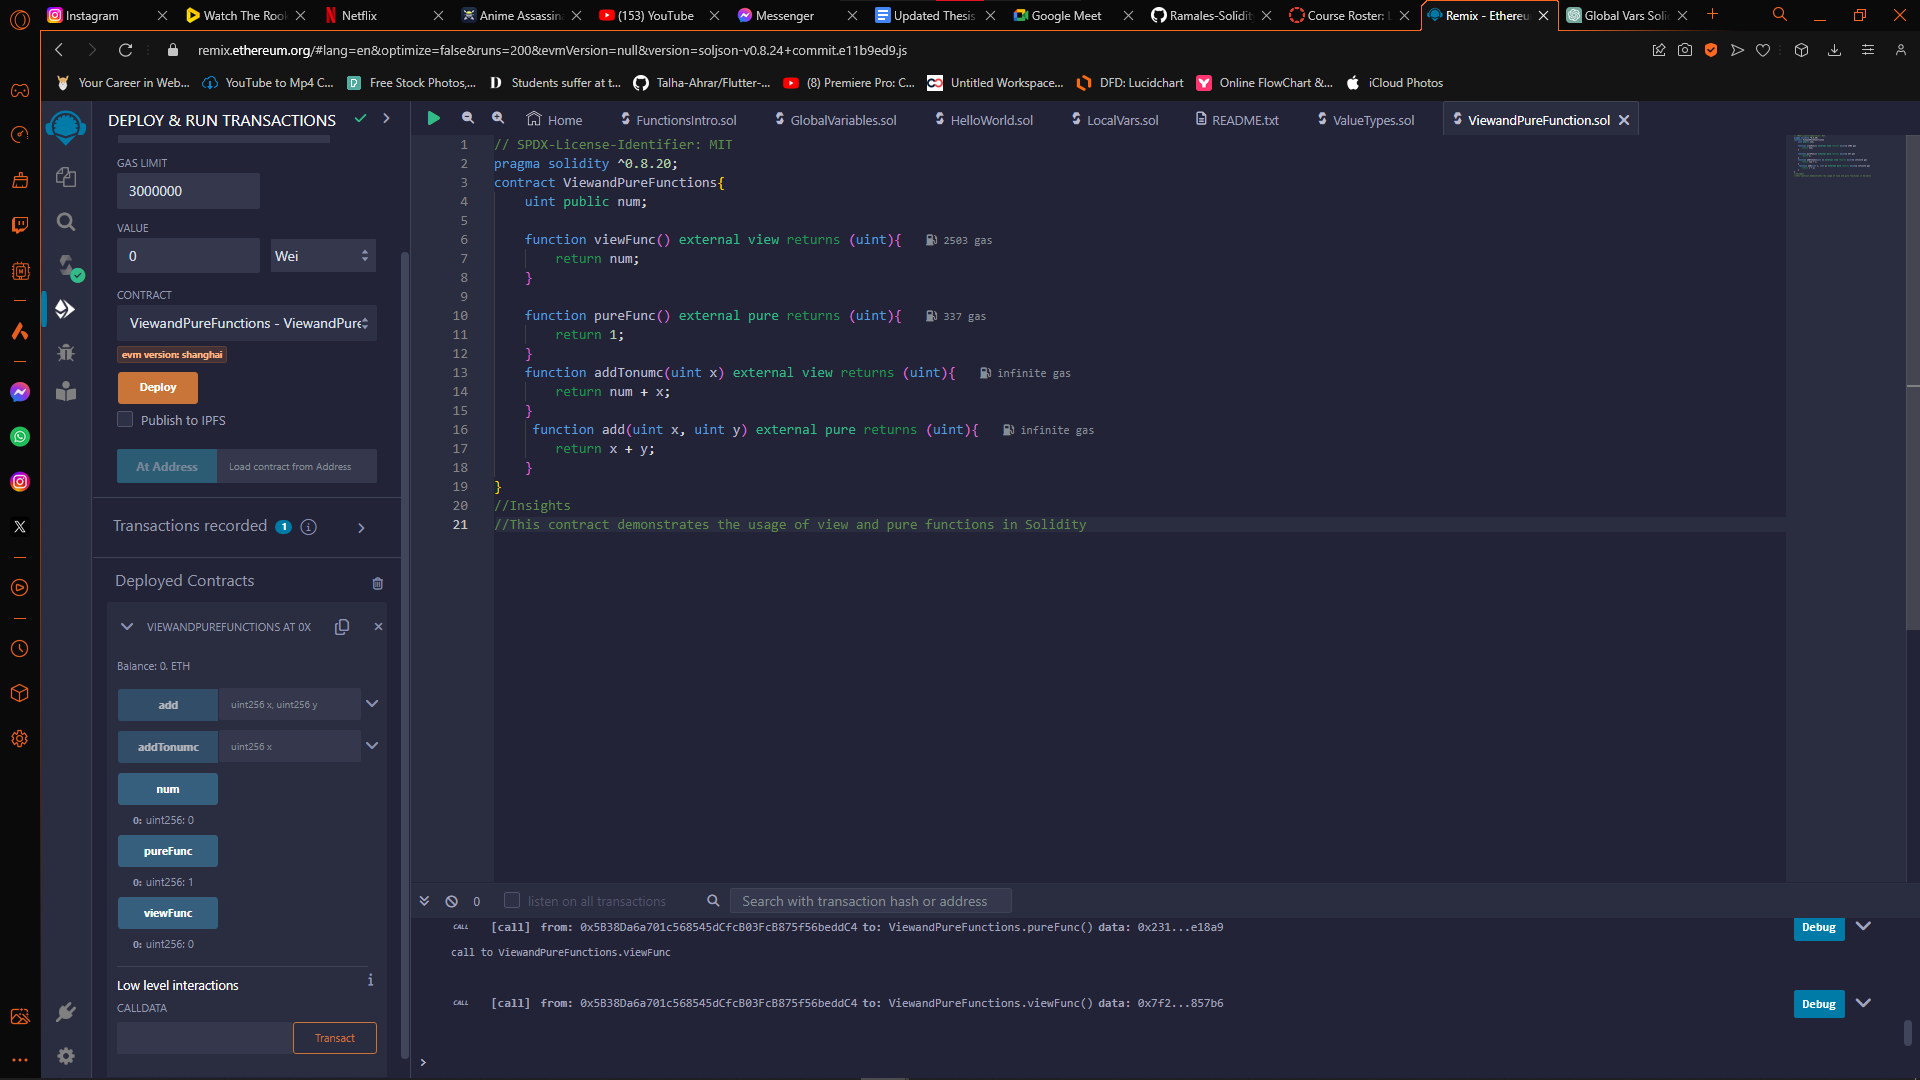 Instagram
Watch The Rook
Netflix
Anime Assassin
(153) YouTube
Messenger
Updated Thesis
Google Meet
Ramales-Solidit
Course Roster: L
Remix - Ethereu
Global Vars Soli
remix.ethereum.org/#lang=en&optimize=false&runs=200&evmVersion=null&version=soljson-v0.8.24+commit.e11b9ed9.js
Your Career in Web...
YouTube to Mp4 C...
Free Stock Photos,...
Students suffer at t...
Talha-Ahrar/Flutter-...
(8) Premiere Pro: C...
Untitled Workspace...
DFD: Lucidchart
Online FlowChart &...
iCloud Photos
DEPLOY & RUN TRANSACTIONS
GAS LIMIT
3000000
VALUE
0
Wei
CONTRACT
ViewandPureFunctions - ViewandPure
evm version: shanghai
Deploy
Publish to IPFS
At Address
Load contract from Address
Transactions recorded 1
Deployed Contracts
VIEWANDPUREFUNCTIONS AT 0X
Balance: 0. ETH
add
uint256 x, uint256 y
addTonumc
uint256 x
num
0: uint256: 0
pureFunc
0: uint256: 1
viewFunc
0: uint256: 0
Low level interactions
CALLDATA
Transact
Home
FunctionsIntro.sol
GlobalVariables.sol
HelloWorld.sol
LocalVars.sol
README.txt
ValueTypes.sol
ViewandPureFunction.sol
1 // SPDX-License-Identifier: MIT
2 pragma solidity ^0.8.20;
3 contract ViewandPureFunctions{
4 uint public num;
5
6 function viewFunc() external view returns (uint){ 2503 gas
7 return num;
8 }
9
10 function pureFunc() external pure returns (uint){ 337 gas
11 return 1;
12 }
13 function addTonumc(uint x) external view returns (uint){ infinite gas
14 return num + x;
15 }
16 function add(uint x, uint y) external pure returns (uint){ infinite gas
17 return x + y;
18 }
19 }
20 //Insights
21 //This contract demonstrates the usage of view and pure functions in Solidity
0
listen on all transactions
Search with transaction hash or address
CALL [call] from: 0x5B38Da6a701c568545dCfcB03FcB875f56beddC4 to: ViewandPureFunctions.pureFunc() data: 0x231...e18a9
Debug
call to ViewandPureFunctions.viewFunc
CALL [call] from: 0x5B38Da6a701c568545dCfcB03FcB875f56beddC4 to: ViewandPureFunctions.viewFunc() data: 0x7f2...857b6
Debug
>